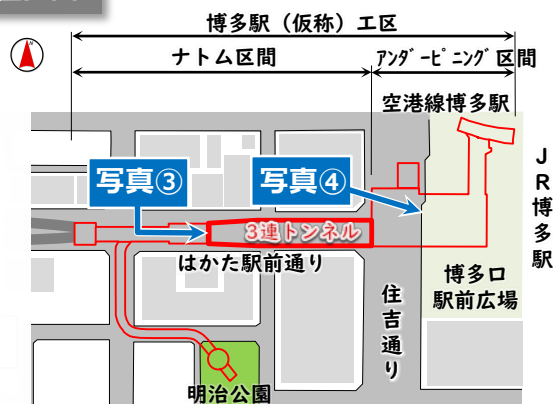 博多駅（仮称）工区
ナトム区間
アンダーピニング区間
空港線博多駅
N
写真③
写真④
JR博多駅
3連トンネル
はかた駅前通り
博多口
駅前広場
住吉通り
明治公園